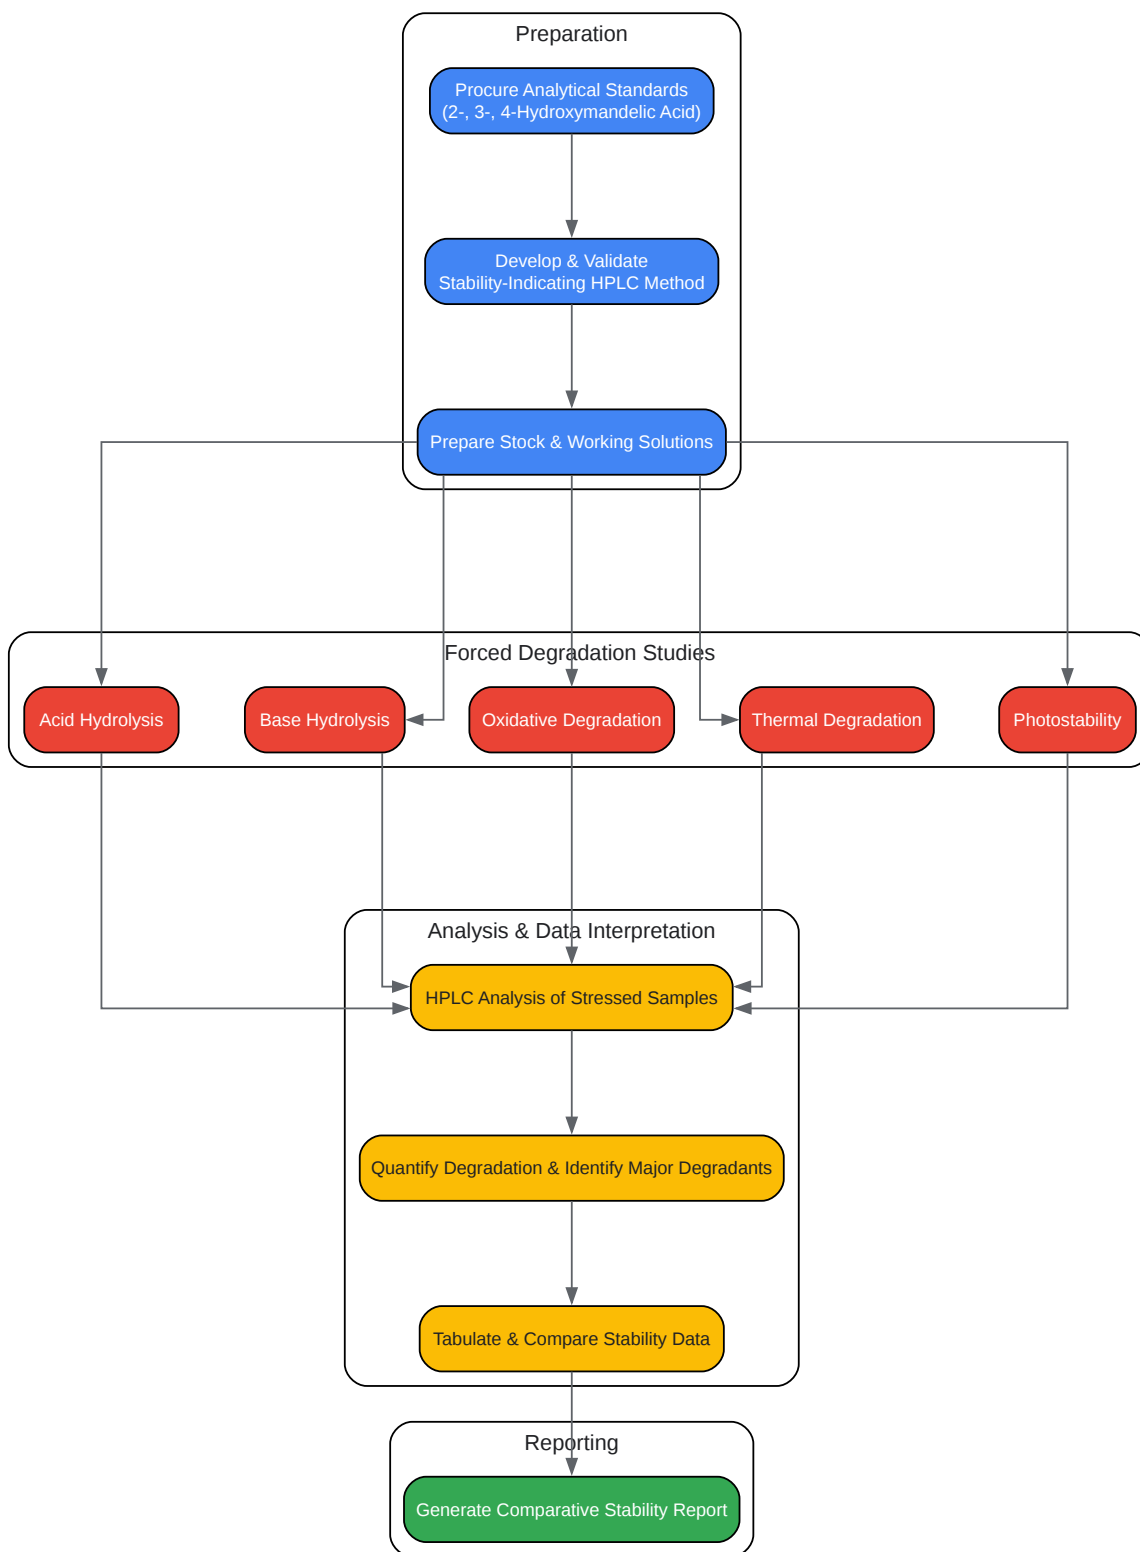 Preparation
Procure Analytical Standards
(2-, 3-, 4-Hydroxymandelic Acid)
Develop & Validate
Stability-Indicating HPLC Method
Prepare Stock & Working Solutions
Forced Degradation Studies
Acid Hydrolysis
Base Hydrolysis
Oxidative Degradation
Thermal Degradation
Photostability
Analysis & Data Interpretation
HPLC Analysis of Stressed Samples
Quantify Degradation & Identify Major Degradants
Tabulate & Compare Stability Data
Reporting
Generate Comparative Stability Report